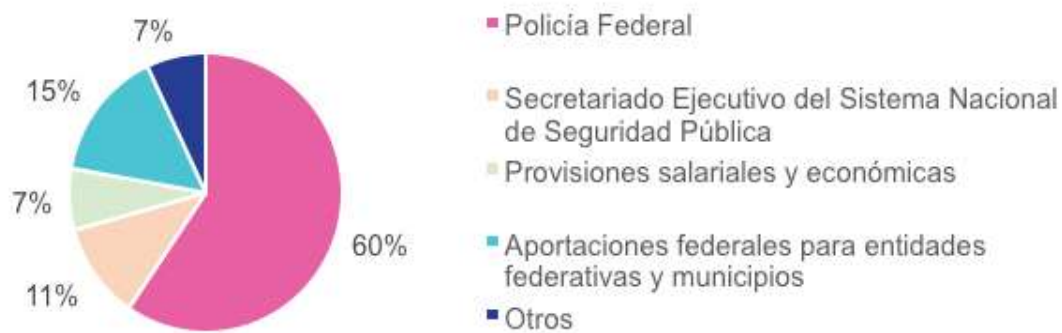 7%
15%
7%
11%
60%
Policía Federal
Secretariado Ejecutivo del Sistema Nacional
de Seguridad Pública
Provisiones salariales y económicas
Aportaciones federales para entidades
federativas y municipios
Otros